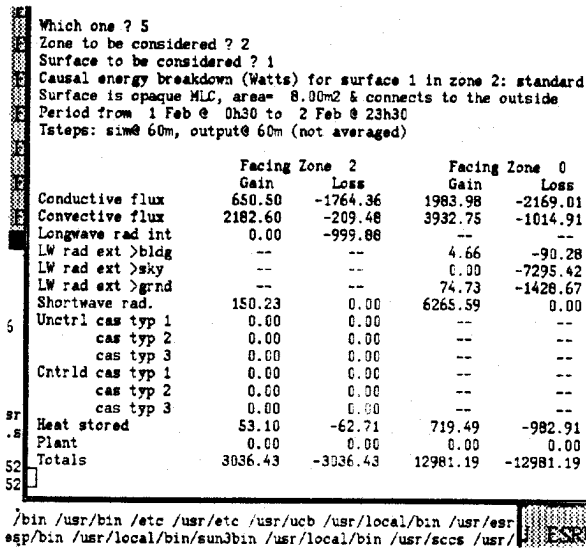 Which one ? 5
Zone to be considered ? 2
Surface to be considered ? 1
Causal energy breakdown (Watts) for surface 1 in zone 2: standard
Surface is opaque MLC, area= 8.00m2 & connects to the outside
Period from 1 Feb @ 0h30 to 2 Feb @ 23h30
Tsteps: sim@ 60m, output@ 60m (not averaged)
Facing Zone 2 Facing Zone 0
Gain Loss Gain Loss
Conductive flux 650.50 -1764.36 1983.98 -2169.01
Convective flux 2182.60 -209.48 3932.75 -1014.91
Longwave rad int 0.00 -999.88 -- --
LW rad ext >bldg -- -- 4.66 -90.28
LW rad ext >sky -- -- 0.00 -7295.42
LW rad ext >grnd -- -- 74.73 -1428.67
Shortwave rad. 150.23 0.00 6265.59 0.00
6 Unctrl cas typ 1 0.00 0.00 -- --
cas typ 2 0.00 0.00 -- --
cas typ 3 0.00 0.00 -- --
Cntrld cas typ 1 0.00 0.00 -- --
cas typ 2 0.00 0.00 -- --
cas typ 3 0.00 0.00 -- --
sr Heat stored 53.10 -62.71 719.49 -982.91
.s Plant 0.00 0.00 0.00 0.00
52 Totals 3036.43 -3036.43 12981.19 -12981.19
52
/bin /usr/bin /etc /usr/etc /usr/ucb /usr/local/bin /usr/esr
esp/bin /usr/local/bin/sun3bin /usr/local/bin /usr/sccs /usr/
ESRU